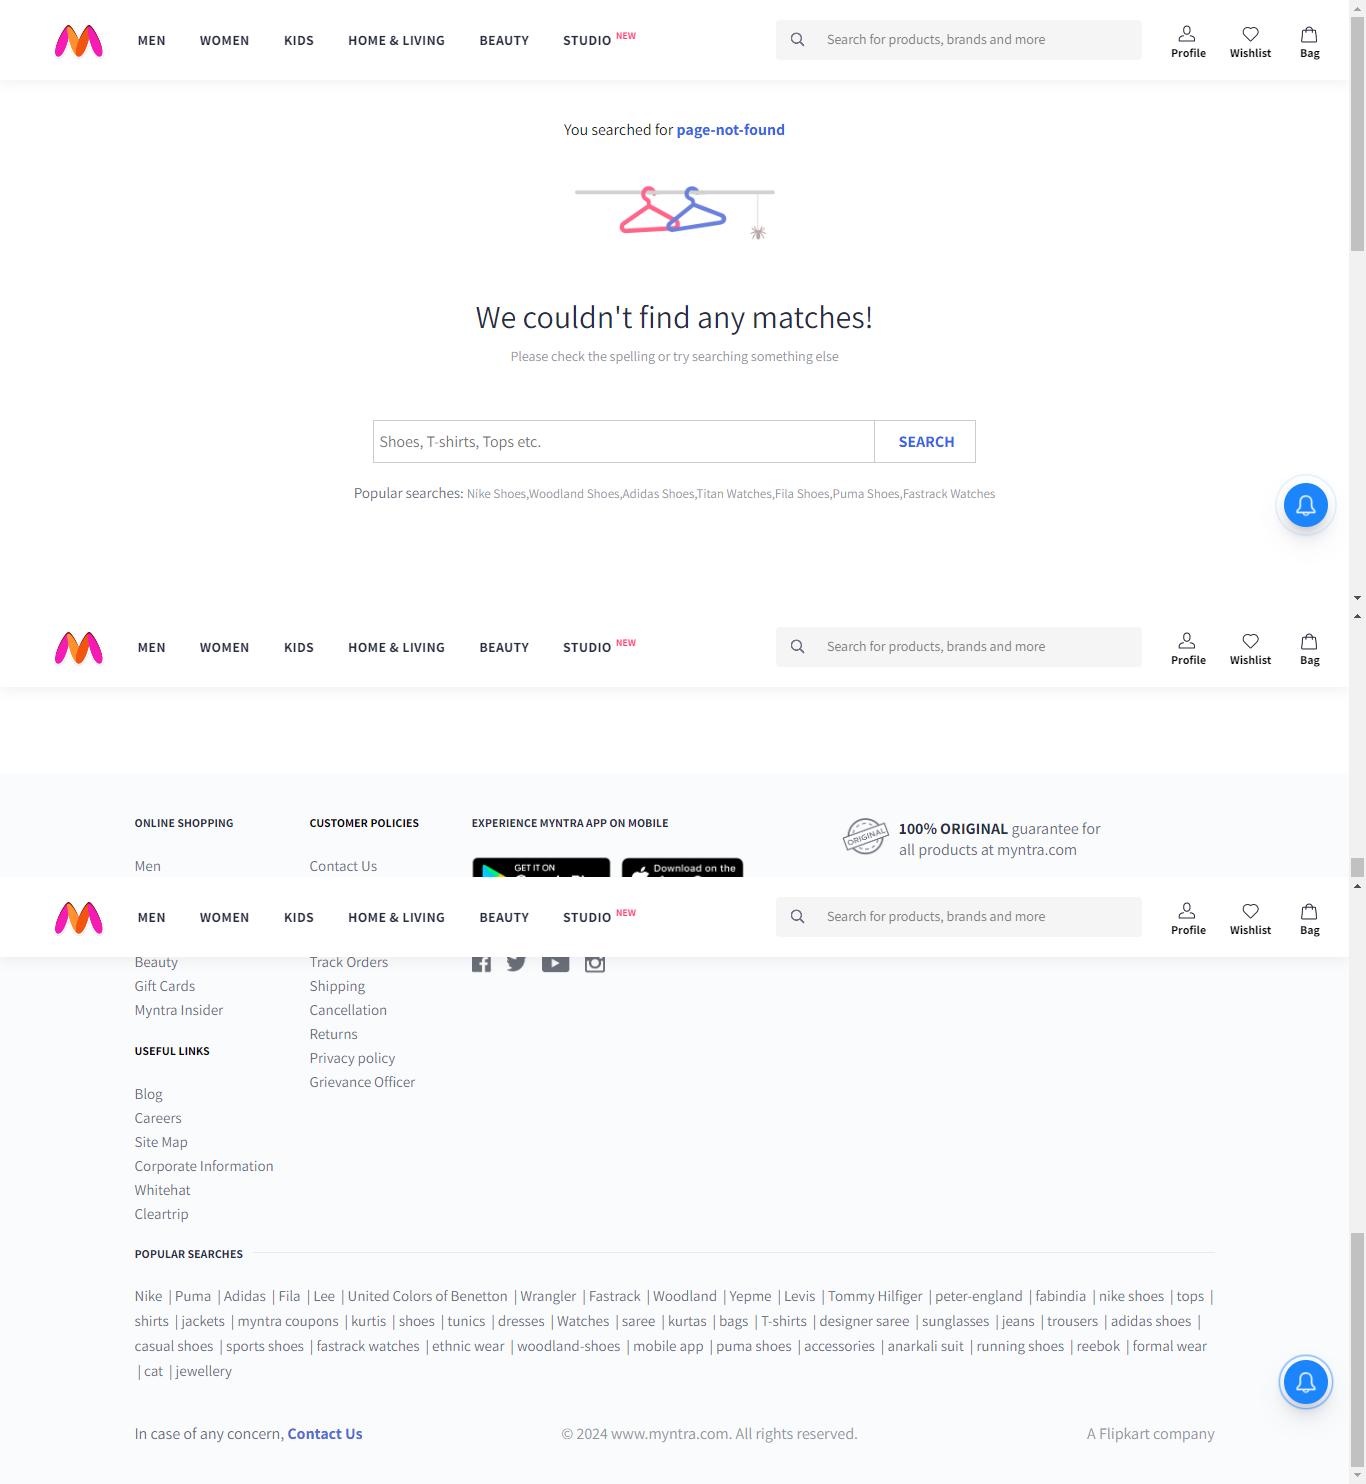 MEN WOMEN KIDS HOME & LIVING BEAUTY STUDIO NEW Search for products, brands and more Profile Wishlist Bag
You searched for page-not-found
We couldn't find any matches!
Please check the spelling or try searching something else
Shoes, T-shirts, Tops etc. SEARCH
Popular searches: Nike Shoes,Woodland Shoes,Adidas Shoes,Titan Watches,Fila Shoes,Puma Shoes,Fastrack Watches
MEN WOMEN KIDS HOME & LIVING BEAUTY STUDIO NEW Search for products, brands and more Profile Wishlist Bag
ONLINE SHOPPING CUSTOMER POLICIES EXPERIENCE MYNTRA APP ON MOBILE
ORIGINAL 100% ORIGINAL guarantee for
all products at myntra.com
Men Contact Us GET IT ON Download on the
MEN WOMEN KIDS HOME & LIVING BEAUTY STUDIO NEW Search for products, brands and more Profile Wishlist Bag
Beauty Track Orders
Gift Cards Shipping
Myntra Insider Cancellation
Returns
USEFUL LINKS Privacy policy
Grievance Officer
Blog
Careers
Site Map
Corporate Information
Whitehat
Cleartrip
POPULAR SEARCHES
Nike | Puma | Adidas | Fila | Lee | United Colors of Benetton | Wrangler | Fastrack | Woodland | Yepme | Levis | Tommy Hilfiger | peter-england | fabindia | nike shoes | tops |
shirts | jackets | myntra coupons | kurtis | shoes | tunics | dresses | Watches | saree | kurtas | bags | T-shirts | designer saree | sunglasses | jeans | trousers | adidas shoes |
casual shoes | sports shoes | fastrack watches | ethnic wear | woodland-shoes | mobile app | puma shoes | accessories | anarkali suit | running shoes | reebok | formal wear
| cat | jewellery
In case of any concern, Contact Us © 2024 www.myntra.com. All rights reserved. A Flipkart company